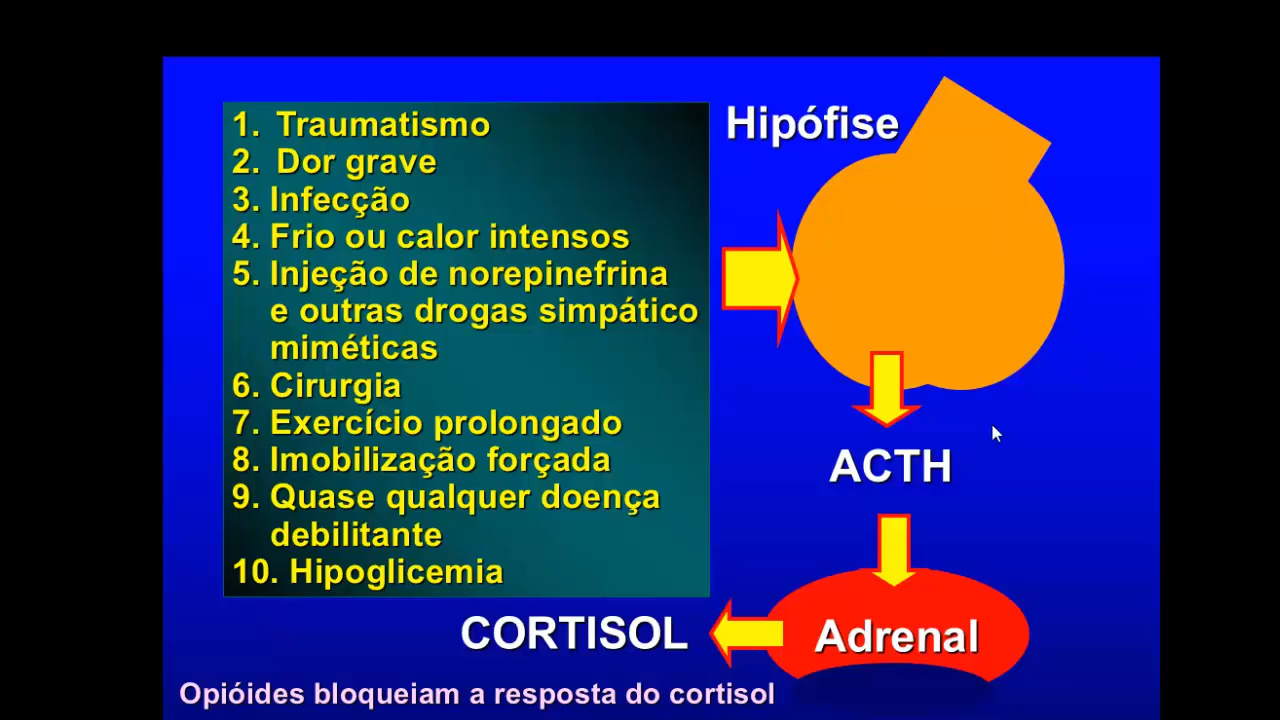 1. Traumatismo
2. Dor grave
3. Infecção
4. Frio ou calor intensos
5. Injeção de norepinefrina
e outras drogas simpático
miméticas
6. Cirurgia
7. Exercício prolongado
8. Imobilização forçada
9. Quase qualquer doença
debilitante
10. Hipoglicemia
Hipófise
ACTH
Adrenal
CORTISOL
Opióides bloqueiam a resposta do cortisol